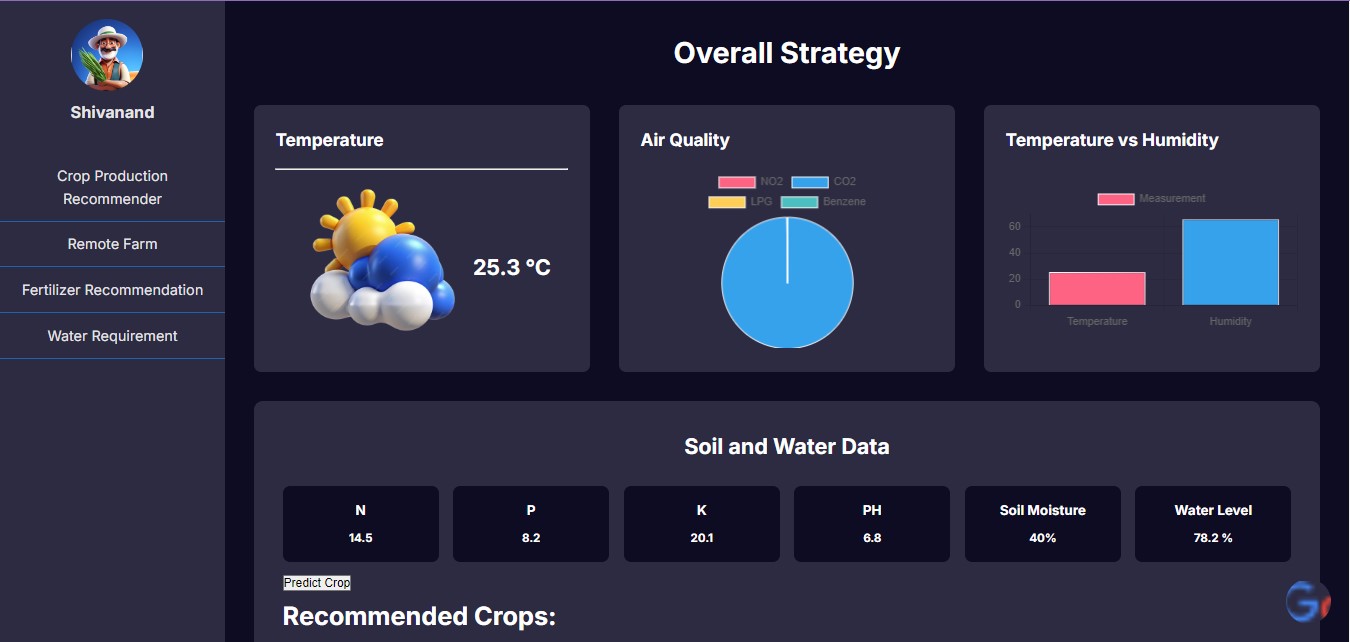 Shivanand
Crop Production
Recommender
Remote Farm
Fertilizer Recommendation
Water Requirement
Overall Strategy
Temperature
25.3 °C
Air Quality
NO2 CO2
LPG Benzene
Temperature vs Humidity
Measurement
60
40
20
0
Temperature Humidity
Soil and Water Data
N P K PH Soil Moisture Water Level
14.5 8.2 20.1 6.8 40% 78.2 %
Predict Crop
Recommended Crops:
G